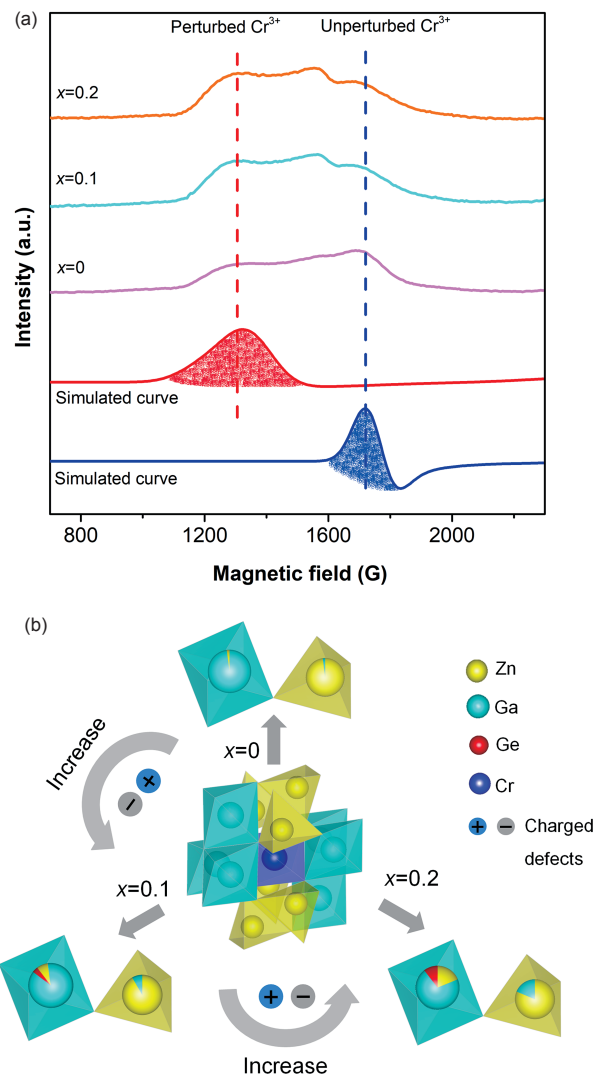 (a)
Perturbed Cr³⁺
Unperturbed Cr³⁺
x=0.2
x=0.1
x=0
Simulated curve
Simulated curve
Intensity (a.u.)
800
1200
1600
2000
Magnetic field (G)
(b)
Zn
Ga
Ge
Cr
+ − Charged
defects
Increase
+
−
x=0
x=0.1
x=0.2
+ −
Increase